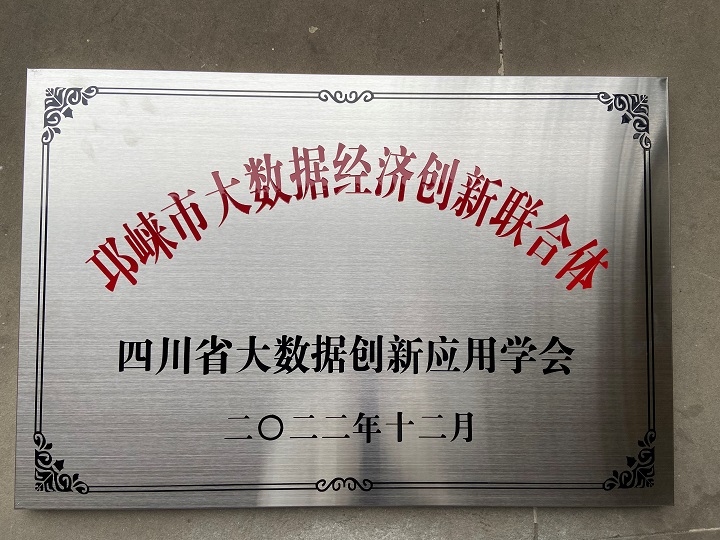 邛崃市大数据经济创新联合体
四川省大数据创新应用学会
二〇二二年十二月